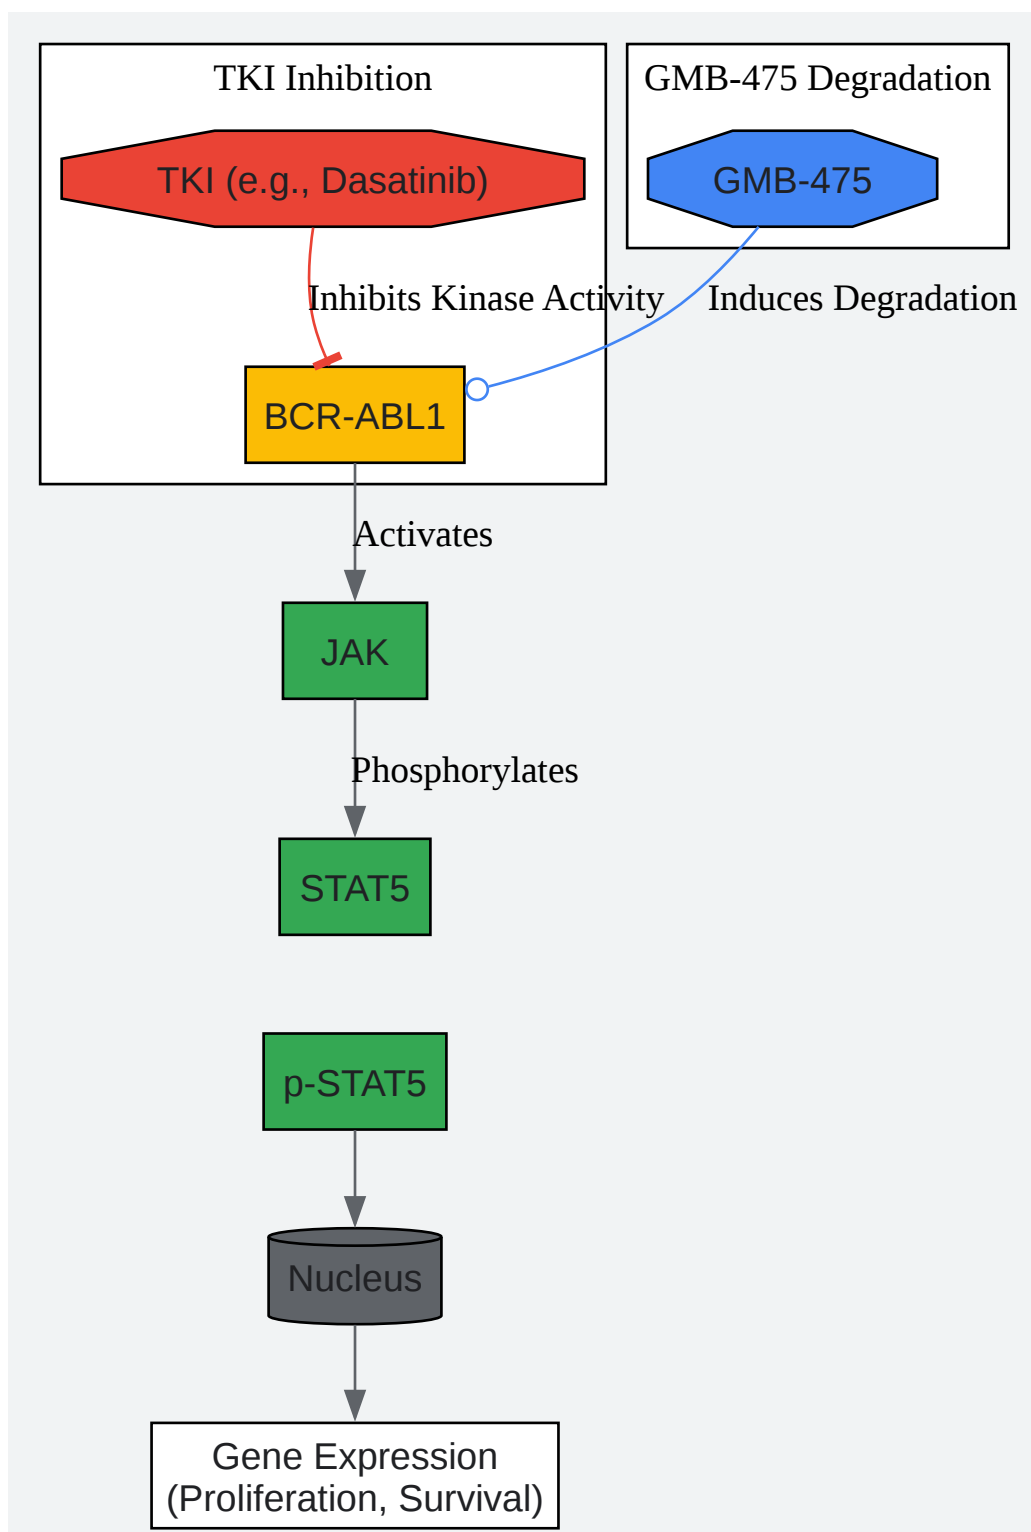 TKI Inhibition
GMB-475 Degradation
TKI (e.g., Dasatinib)
GMB-475
Inhibits Kinase Activity
Induces Degradation
BCR-ABL1
Activates
JAK
Phosphorylates
STAT5
p-STAT5
Nucleus
Gene Expression
(Proliferation, Survival)